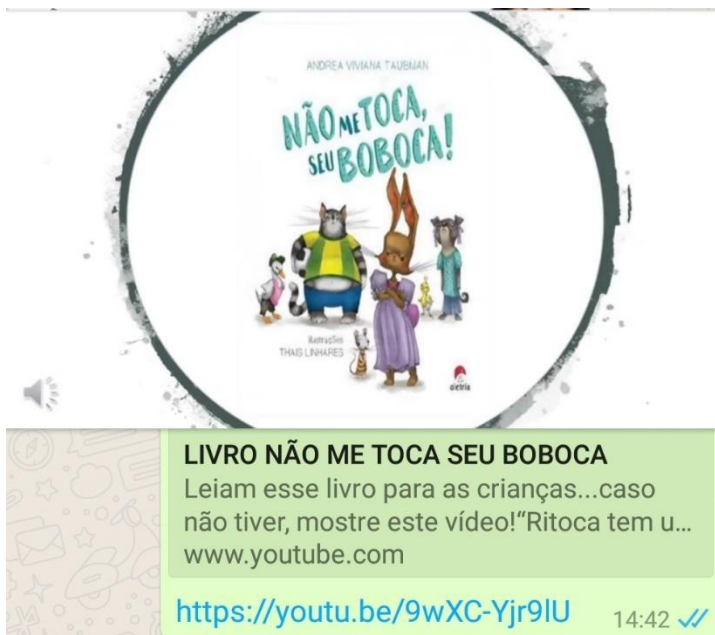 ANDREA VIVIANA TAUBMAN
NÃO ME TOCA,
SEU BOBOCA!
Ilustrações
THAIS LINHARES
aletria
LIVRO NÃO ME TOCA SEU BOBOCA
Leiam esse livro para as crianças...caso
não tiver, mostre este vídeo!“Ritoca tem u...
www.youtube.com
https://youtu.be/9wXC-Yjr9lU
14:42